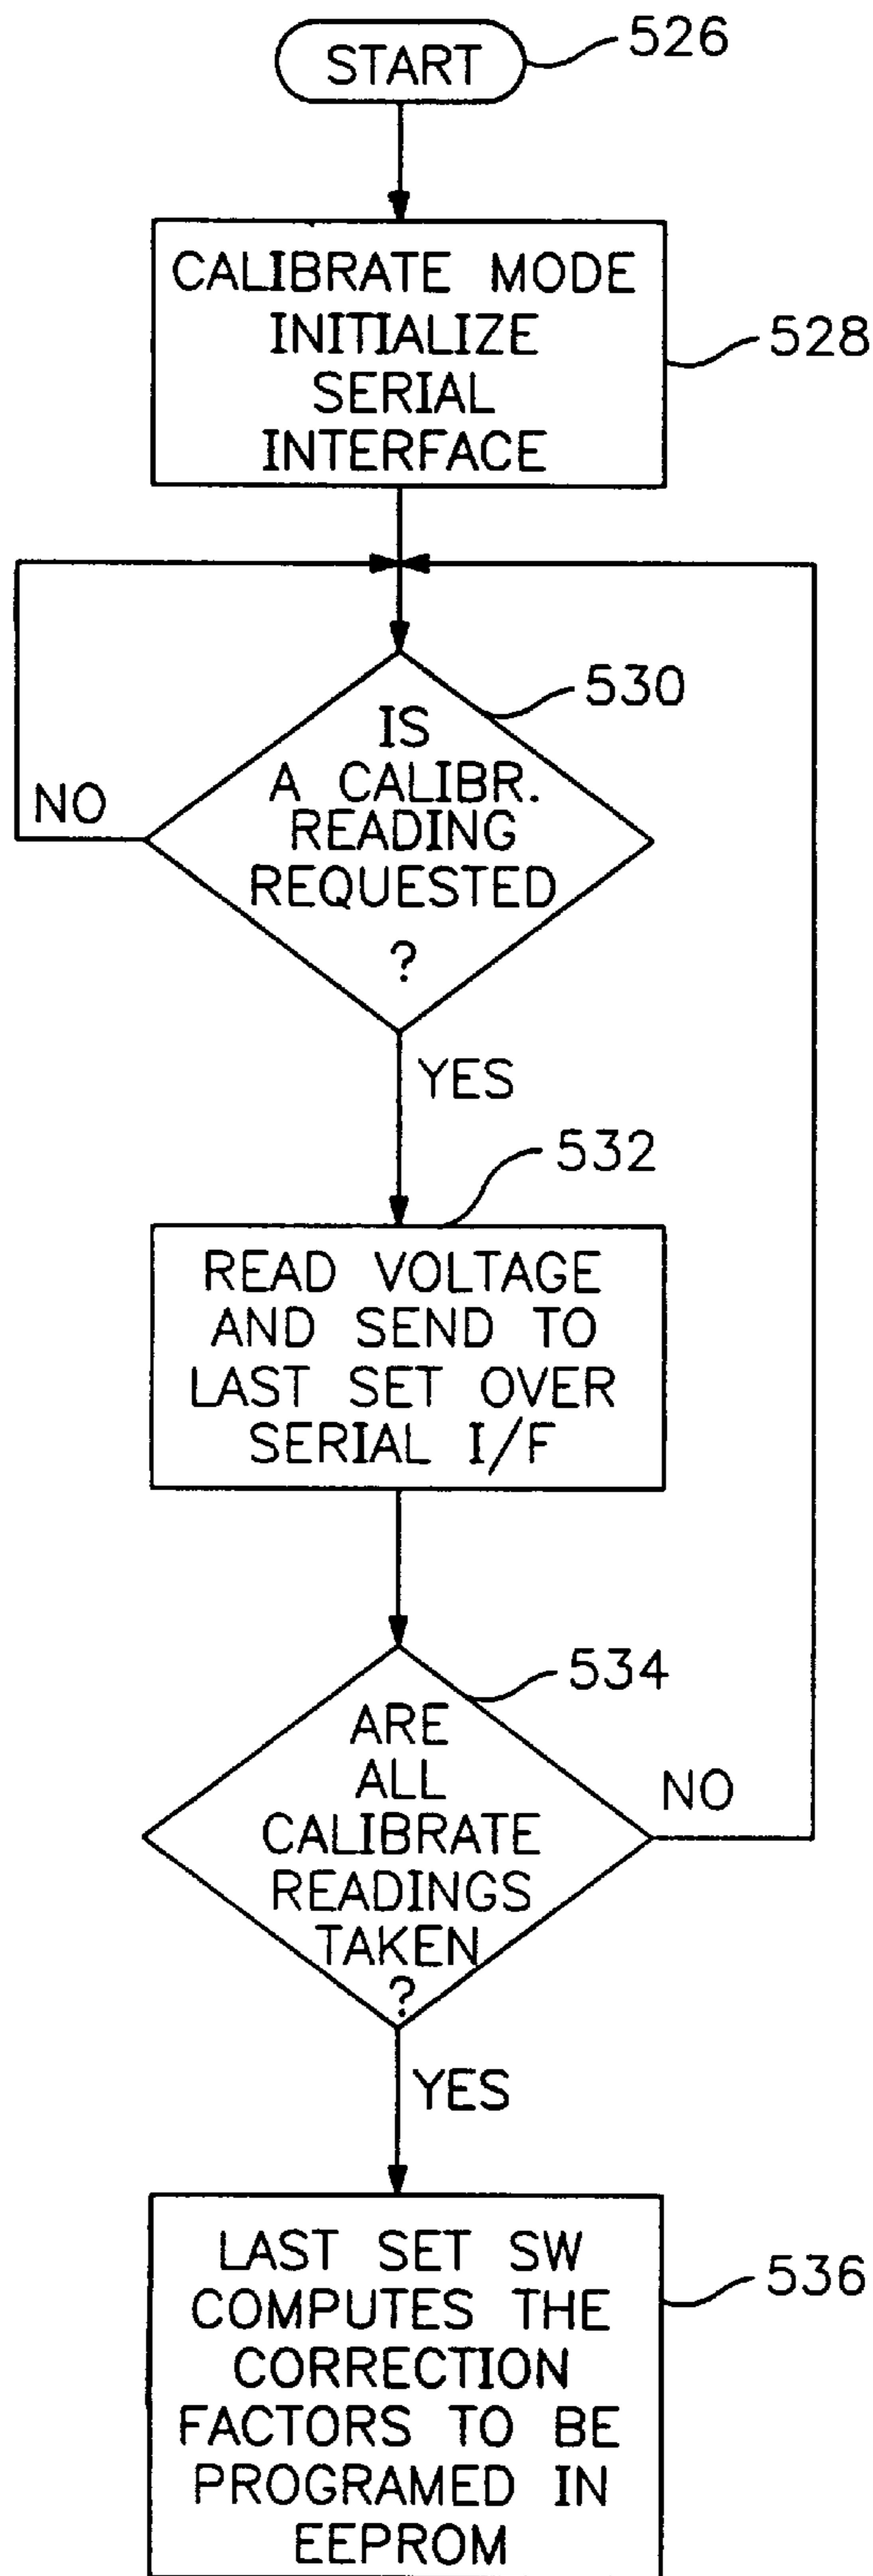 START
526
CALIBRATE MODE
INITIALIZE
SERIAL
INTERFACE
528
530
IS
A CALIBR.
READING
REQUESTED
?
NO
YES
532
READ VOLTAGE
AND SEND TO
LAST SET OVER
SERIAL I/F
534
ARE
ALL
CALIBRATE
READINGS
TAKEN
?
NO
YES
LAST SET SW
COMPUTES THE
CORRECTION
FACTORS TO BE
PROGRAMED IN
EEPROM
536